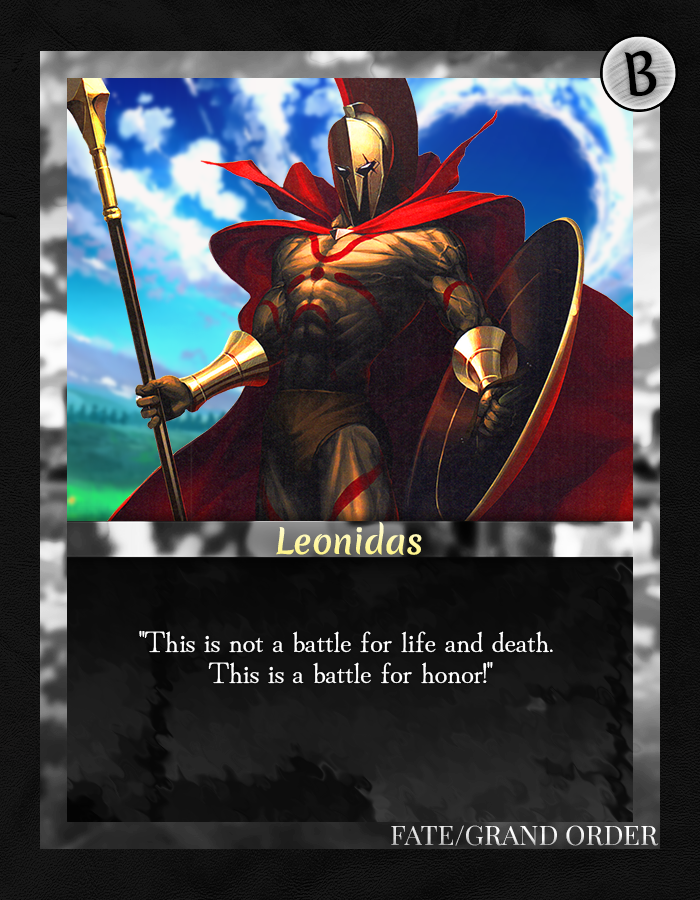 B
Leonidas
"This is not a battle for life and death.
This is a battle for honor!"
FATE/GRAND ORDER